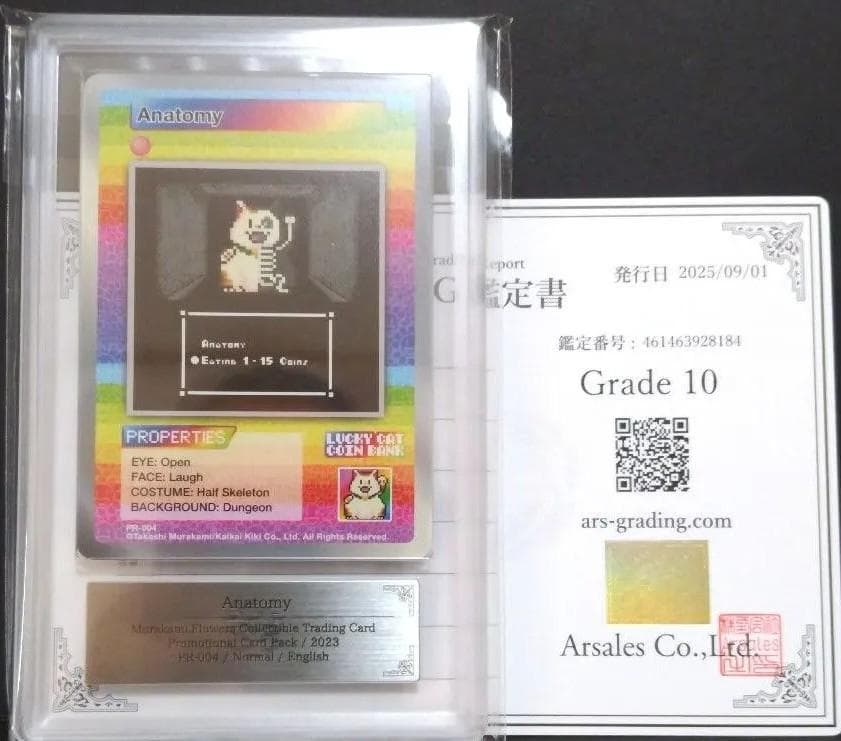 Anatomy
Anatomy
Eating 1 - 15 Coins
PROPERTIES
LUCKY CAT
COIN BANK
EYE: Open
FACE: Laugh
COSTUME: Half Skeleton
BACKGROUND: Dungeon
PR-004
©Takashi Murakami/Kaikai Kiki Co., Ltd. All Rights Reserved.
Anatomy
Murakami.Flowers Collectible Trading Card
Promotional Card Pack / 2023
PR-004 / Normal / English
Report
発行日 2025/09/01
G 鑑定書
鑑定番号 : 461463928184
Grade 10
ars-grading.com
Arsales Co.,Ltd.